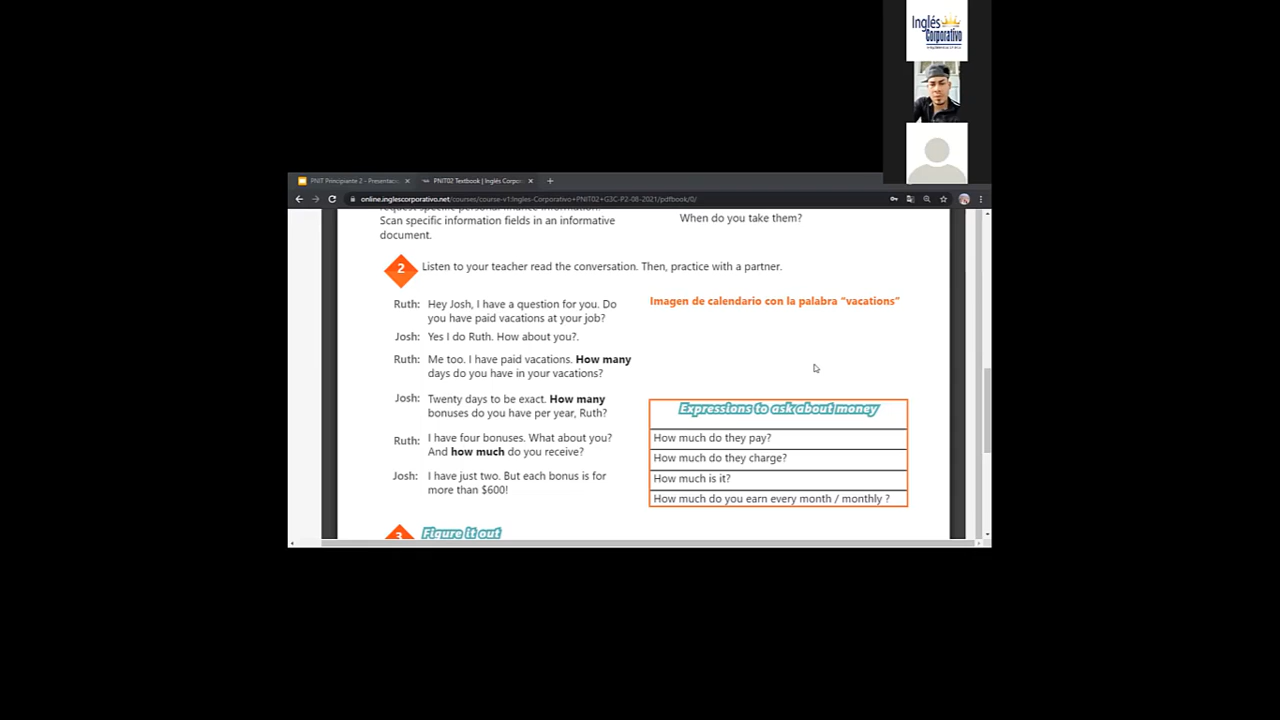 Inglés
Corporativo
PNIT Principiante 2 - Presentac
PNIT02 Textbook | Inglés Corpo
online.inglescorporativo.net/courses/course-v1:Ingles-Corporativo+PNIT02+G3C-P2-08-2021/pdfbook/0/
request specific personal finance information.
Scan specific information fields in an informative
document.
When do you take them?
2 Listen to your teacher read the conversation. Then, practice with a partner.
Ruth: Hey Josh, I have a question for you. Do
you have paid vacations at your job?
Josh: Yes I do Ruth. How about you?.
Ruth: Me too. I have paid vacations. How many
days do you have in your vacations?
Josh: Twenty days to be exact. How many
bonuses do you have per year, Ruth?
Ruth: I have four bonuses. What about you?
And how much do you receive?
Josh: I have just two. But each bonus is for
more than $600!
Imagen de calendario con la palabra “vacations”
Expressions to ask about money
How much do they pay?
How much do they charge?
How much is it?
How much do you earn every month / monthly ?
3 Figure it out